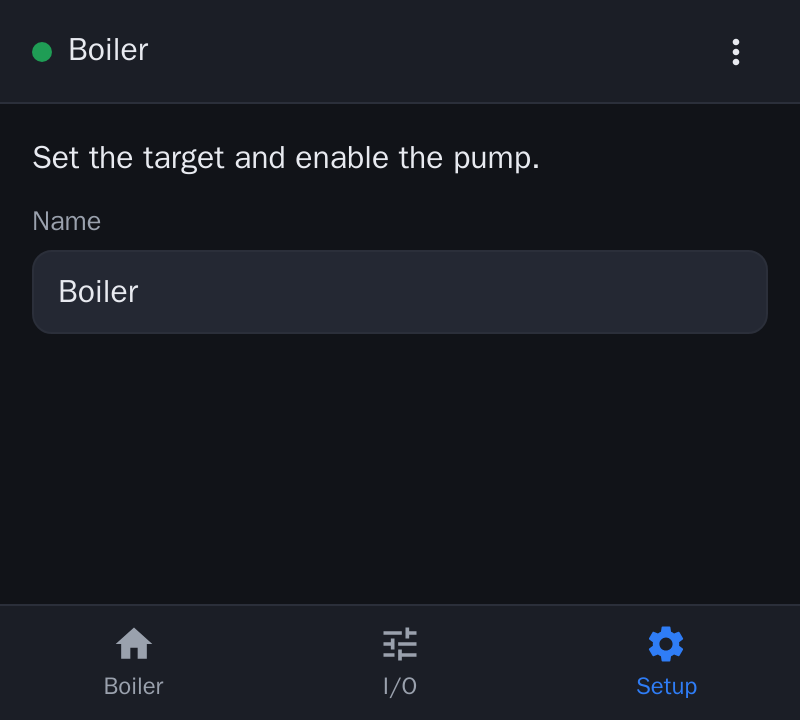 Boiler
Set the target and enable the pump.
Name
Boiler
Boiler
I/O
Setup